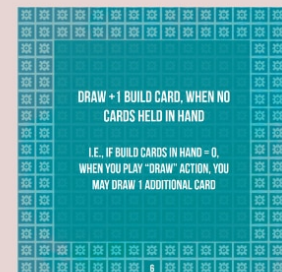 DRAW +1 BUILD CARD, WHEN NO
CARDS HELD IN HAND
I.E., IF BUILD CARDS IN HAND = 0,
WHEN YOU PLAY "DRAW" ACTION, YOU
MAY DRAW 1 ADDITIONAL CARD
6